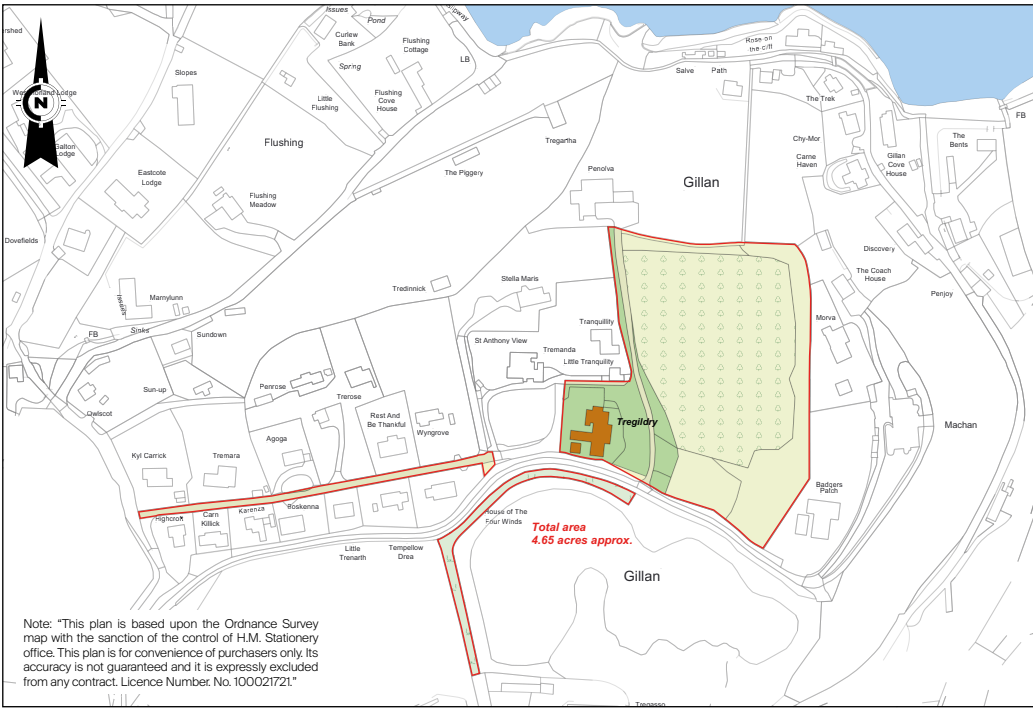 Issues
Pond
Slipway
Curlew
Bank
Flushing
Cottage
Rose-on
the-cliff
Slopes
Spring
LB
Salve Path
N
Little
Flushing
Flushing
Cove
House
The Trek
FB
Galton
Lodge
Flushing
Tregartha
Chy-Mor
The
Bents
Eastcote
Lodge
The Piggery
Penolva
Gillan
Carne
Haven
Gillan
Cove
House
Flushing
Meadow
Dovefields
Discovery
Stella Maris
The Coach
House
Tredinnick
Penjoy
Marnylunn
Issues
Sinks
FB
Sundown
Tranquility
Morva
St Anthony View
Tremanda
Little Tranquility
Sun-up
Penrose
Trerose
Owlscot
Rest And
Be Thankful
Wyngrove
Tregildry
Machan
Agoga
Kyl Carrick
Tremara
Badgers
Patch
Highcroft
Carn
Killick
Karenza
Boskenna
House of The
Four Winds
Total area
4.65 acres approx.
Little
Trenarth
Tempellow
Drea
Gillan
Note: “This plan is based upon the Ordnance Survey
map with the sanction of the control of H.M. Stationery
office. This plan is for convenience of purchasers only. Its
accuracy is not guaranteed and it is expressly excluded
from any contract. Licence Number. No. 100021721.”
Tregasso